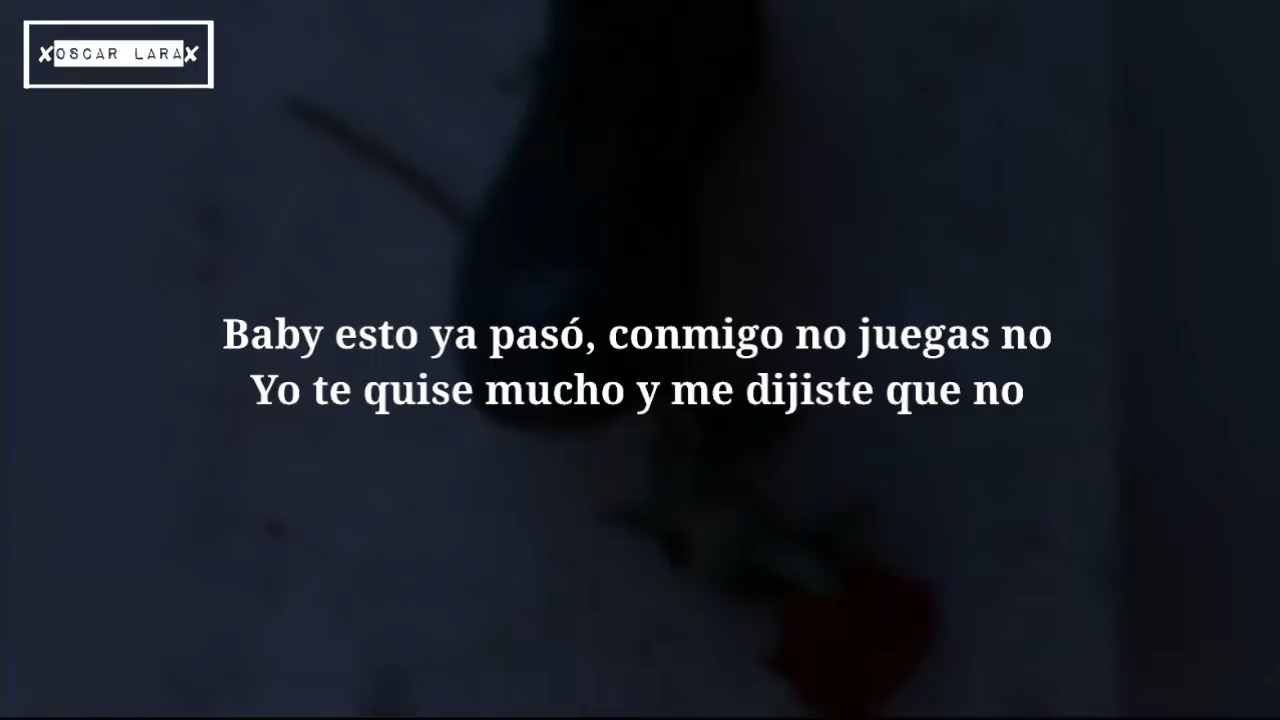 XOSCAR LARAX
Baby esto ya pasó, conmigo no juegas no
Yo te quise mucho y me dijiste que no